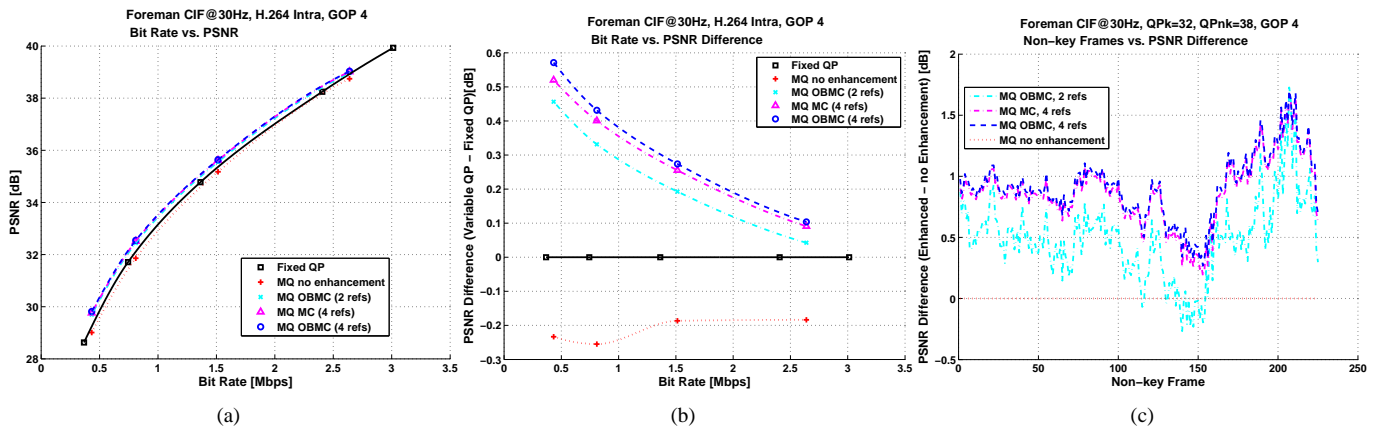 Foreman CIF@30Hz, H.264 Intra, GOP 4
Bit Rate vs. PSNR
PSNR [dB]
40
38
36
34
32
30
28
0
0.5
1
1.5
2
2.5
3
3.5
Bit Rate [Mbps]
Fixed QP
MQ no enhancement
MQ OBMC (2 refs)
MQ MC (4 refs)
MQ OBMC (4 refs)
(a)
Foreman CIF@30Hz, H.264 Intra, GOP 4
Bit Rate vs. PSNR Difference
PSNR Difference (Variable QP − Fixed QP)[dB]
0.6
0.5
0.4
0.3
0.2
0.1
0
−0.1
−0.2
−0.3
0
0.5
1
1.5
2
2.5
3
3.5
Bit Rate [Mbps]
Fixed QP
MQ no enhancement
MQ OBMC (2 refs)
MQ MC (4 refs)
MQ OBMC (4 refs)
(b)
Foreman CIF@30Hz, QPk=32, QPnk=38, GOP 4
Non−key Frames vs. PSNR Difference
PSNR Difference (Enhanced − no Enhancement) [dB]
2
1.5
1
0.5
0
−0.5
0
50
100
150
200
250
Non−key Frame
MQ OBMC, 2 refs
MQ MC, 4 refs
MQ OBMC, 4 refs
MQ no enhancement
(c)